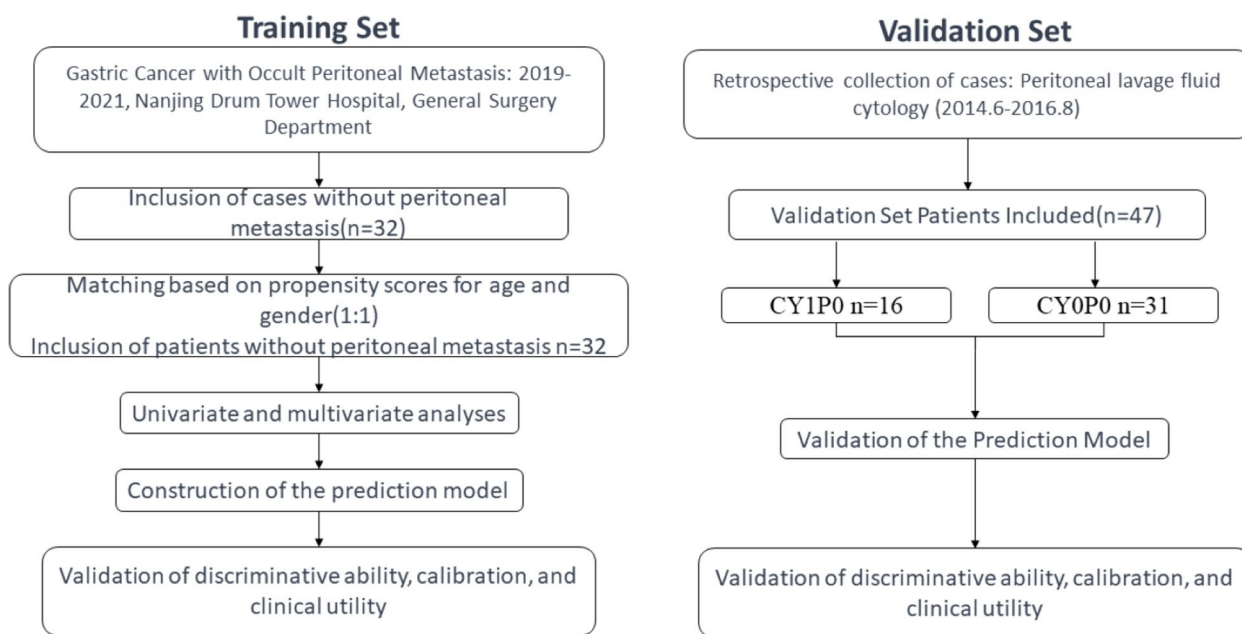 Training Set
Gastric Cancer with Occult Peritoneal Metastasis: 2019-
2021, Nanjing Drum Tower Hospital, General Surgery
Department
Inclusion of cases without peritoneal
metastasis(n=32)
Matching based on propensity scores for age and
gender(1:1)
Inclusion of patients without peritoneal metastasis n=32
Univariate and multivariate analyses
Construction of the prediction model
Validation of discriminative ability, calibration, and
clinical utility
Validation Set
Retrospective collection of cases: Peritoneal lavage fluid
cytology (2014.6-2016.8)
Validation Set Patients Included(n=47)
CY1P0 n=16
CY0P0 n=31
Validation of the Prediction Model
Validation of discriminative ability, calibration, and
clinical utility